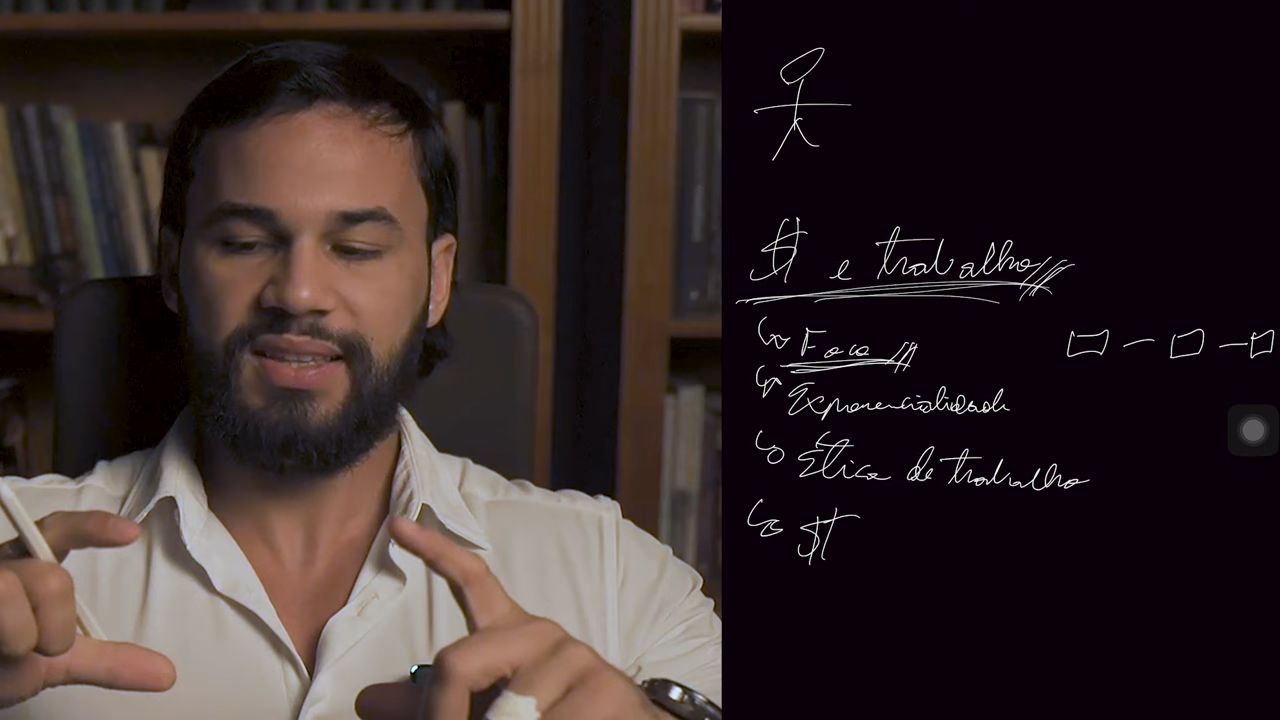 $ e trabalho
Foco
Exponencialidade
Ética de trabalho
$